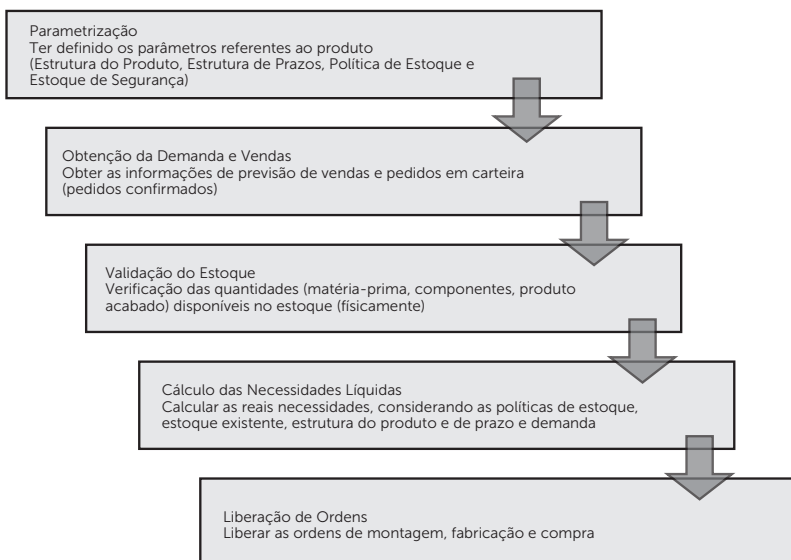 Parametrização
Ter definido os parâmetros referentes ao produto
(Estrutura do Produto, Estrutura de Prazos, Política de Estoque e
Estoque de Segurança)
Obtenção da Demanda e Vendas
Obter as informações de previsão de vendas e pedidos em carteira
(pedidos confirmados)
Validação do Estoque
Verificação das quantidades (matéria-prima, componentes, produto
acabado) disponíveis no estoque (físicamente)
Cálculo das Necessidades Líquidas
Calcular as reais necessidades, considerando as políticas de estoque,
estoque existente, estrutura do produto e de prazo e demanda
Liberação de Ordens
Liberar as ordens de montagem, fabricação e compra